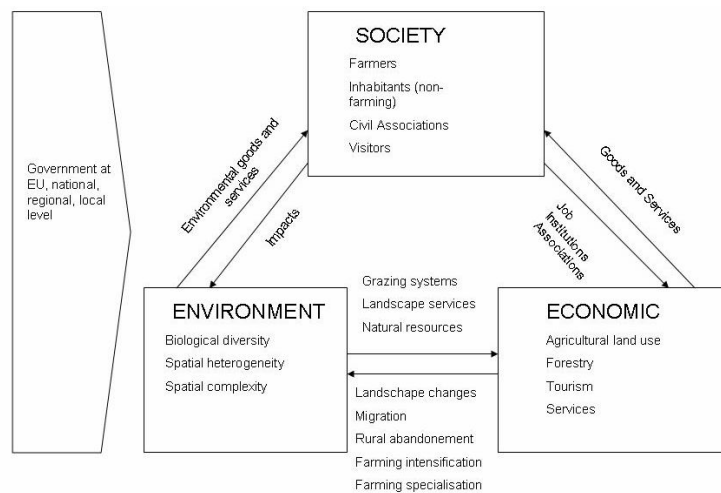 SOCIETY
Farmers
Inhabitants (non-
farming)
Civil Associations
Visitors
Government at
EU, national,
regional, local
level
Environmental goods and
services
Impacts
Goods and Services
Job
Institutions
Associations
Grazing systems
Landscape services
Natural resources
ENVIRONMENT
Biological diversity
Spatial heterogeneity
Spatial complexity
ECONOMIC
Agricultural land use
Forestry
Tourism
Services
Landschape changes
Migration
Rural abandonement
Farming intensification
Farming specialisation